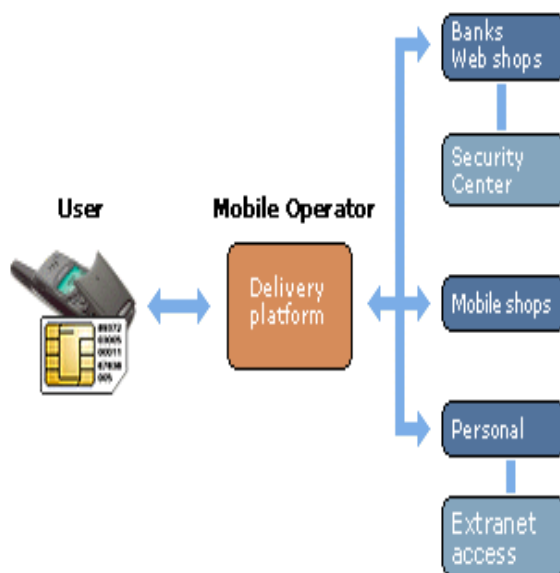 Banks
Web shops
Security
Center
User
Mobile Operator
Delivery
platform
Mobile shops
Personal
Extranet
access